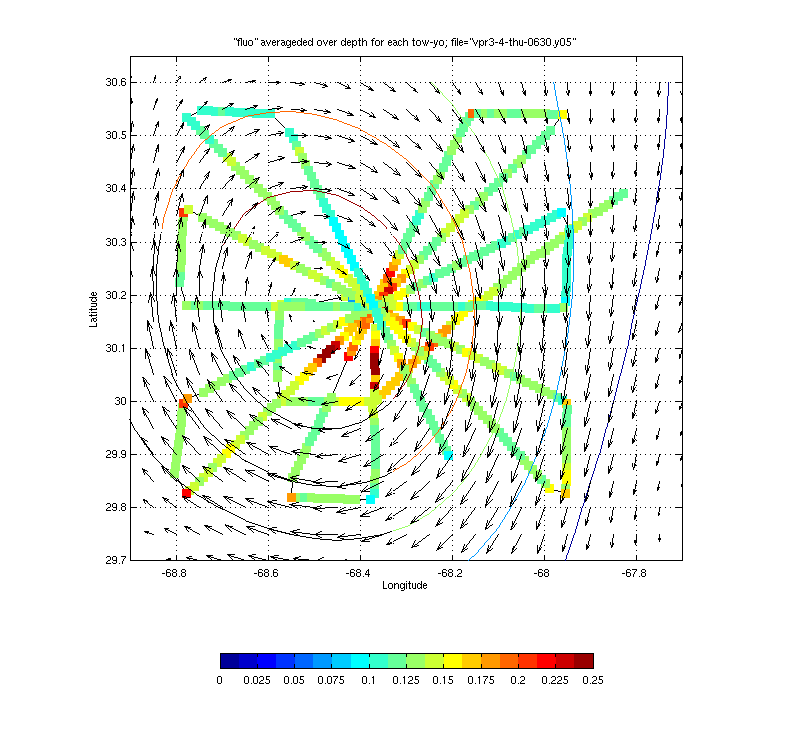 "fluo" averageded over depth for each tow-yo; file="vpr3-4-thu-0630.y05"
30.6
30.5
30.4
30.3
30.2
30.1
30
29.9
29.8
29.7
Latitude
-68.8 -68.6 -68.4 -68.2 -68 -67.8
Longitude
0 0.025 0.05 0.075 0.1 0.125 0.15 0.175 0.2 0.225 0.25